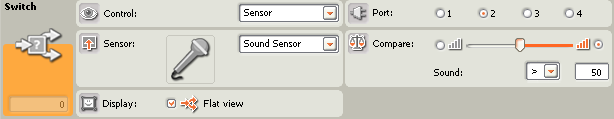 Switch
Control: Sensor
Port: 1 2 3 4
Sensor: Sound Sensor
Compare:
Sound: > 50
0
Display: Flat view